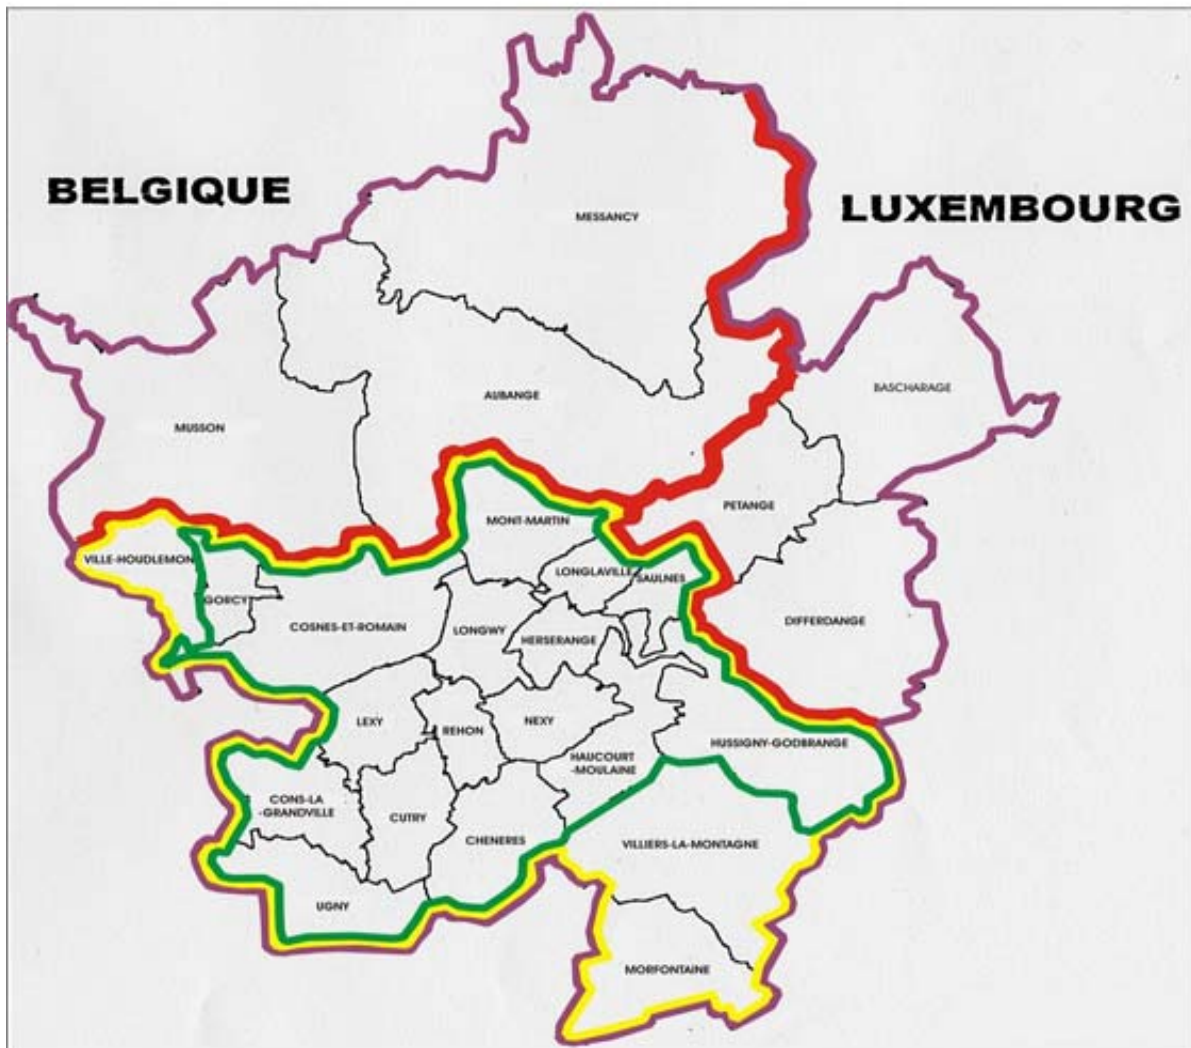 BELGIQUE
LUXEMBOURG
MESSANCY
BASCHARAGE
AUBANGE
MUSSON
PETANGE
MONT-MARTIN
VILLE-HOUDLEMON
LONGLAVILLE
SAULNES
GORCY
COSNES-ET-ROMAIN
LONGWY
HERSERANGE
DIFFERDANGE
LEXY
REHON
NEXY
HUSSIGNY-GODBRANGE
HAUCOURT
-MOULAINE
CONS-LA
-GRANDVILLE
CUTRY
CHENERES
VILLIERS-LA-MONTAGNE
UGNY
MORFONTAINE